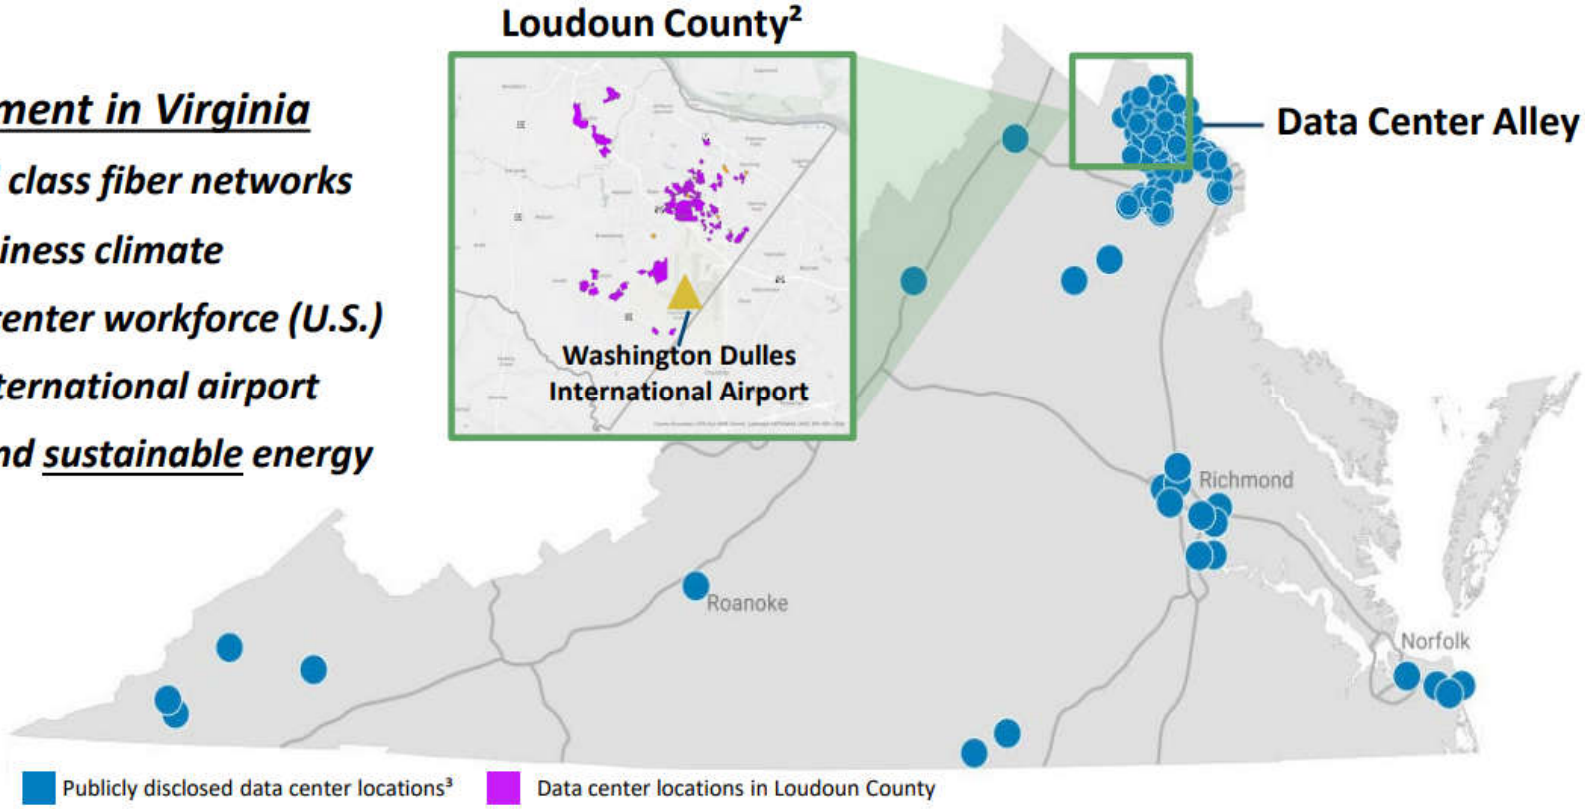 Loudoun County²
ment in Virginia
class fiber networks
iness climate
center workforce (U.S.)
ternational airport
nd sustainable energy
Data Center Alley
Washington Dulles
International Airport
Richmond
Roanoke
Norfolk
Publicly disclosed data center locations³
Data center locations in Loudoun County